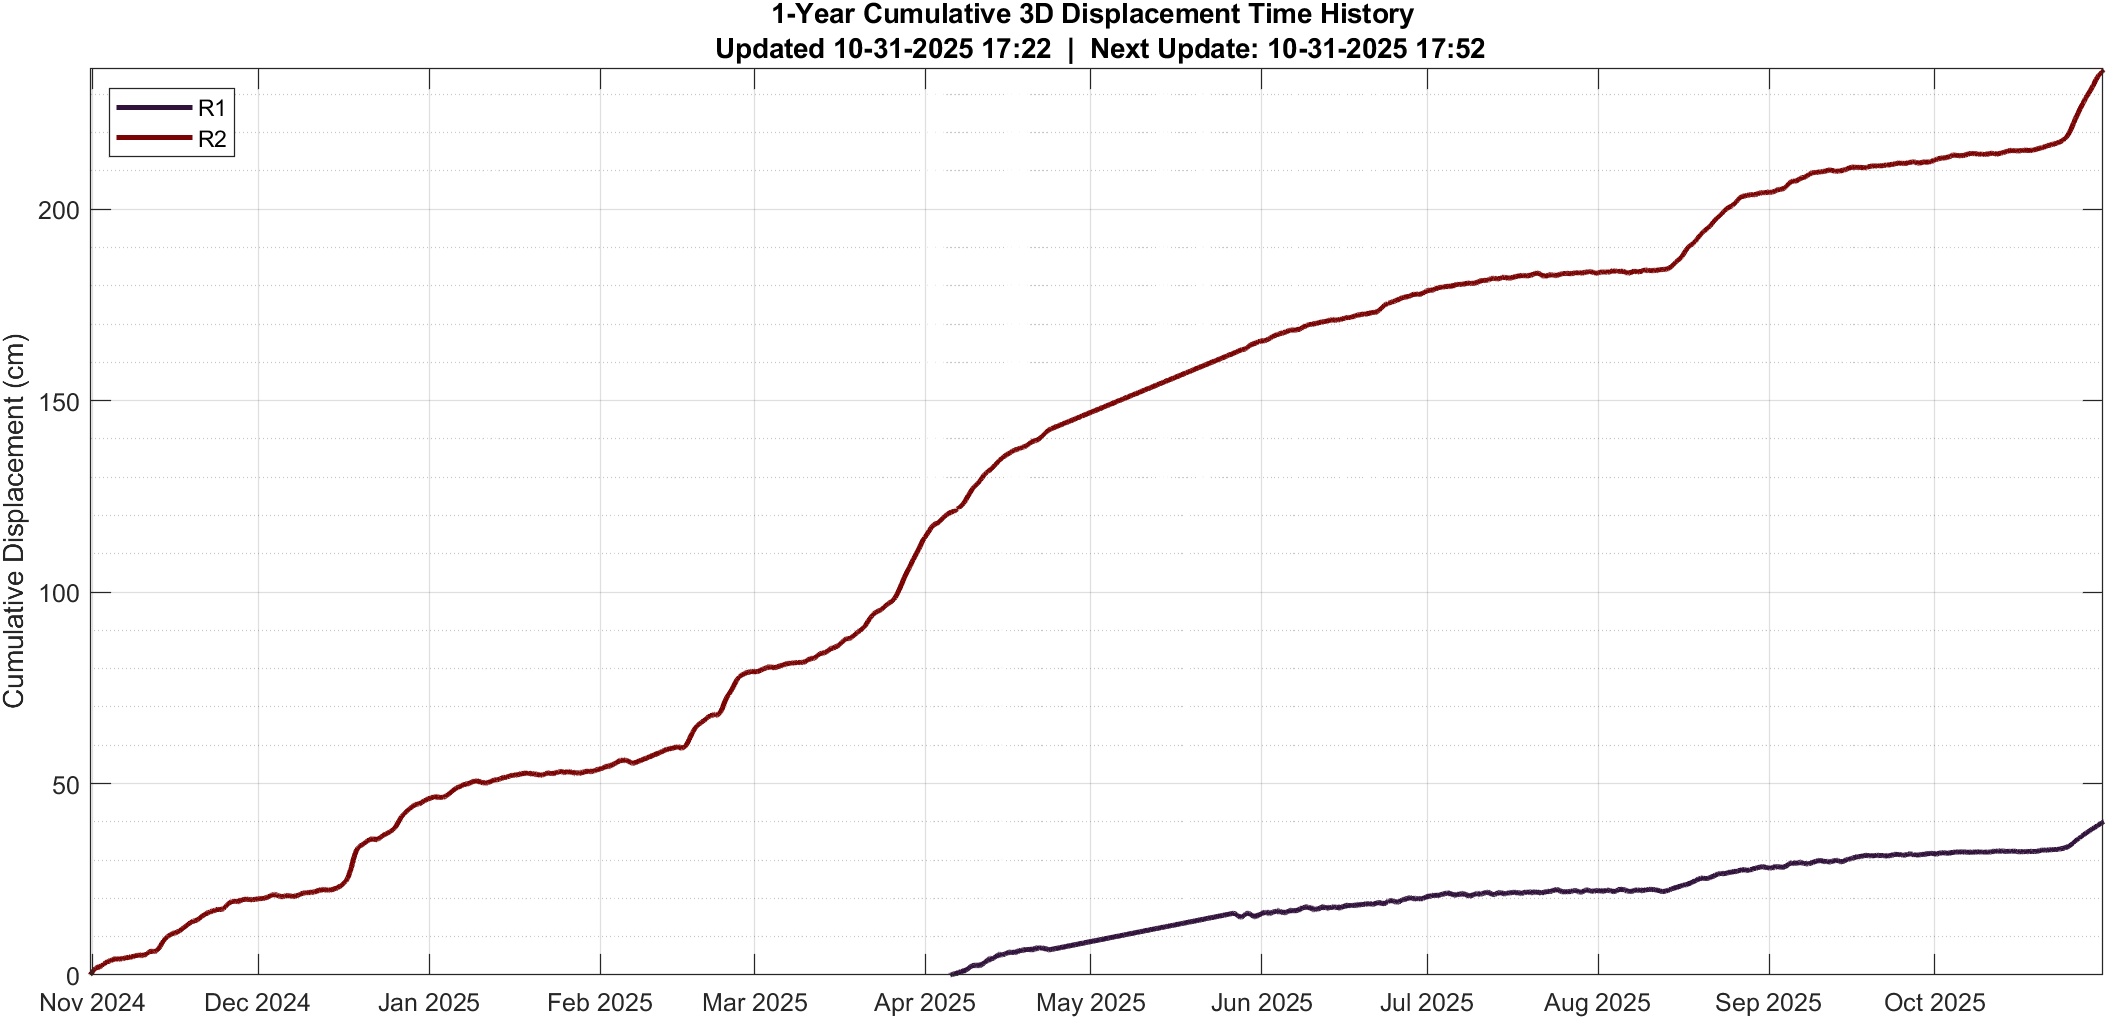 1-Year Cumulative 3D Displacement Time History
Updated 10-31-2025 17:22 | Next Update: 10-31-2025 17:52
R1
R2
Cumulative Displacement (cm)
200
150
100
50
0
Nov 2024 Dec 2024 Jan 2025 Feb 2025 Mar 2025 Apr 2025 May 2025 Jun 2025 Jul 2025 Aug 2025 Sep 2025 Oct 2025